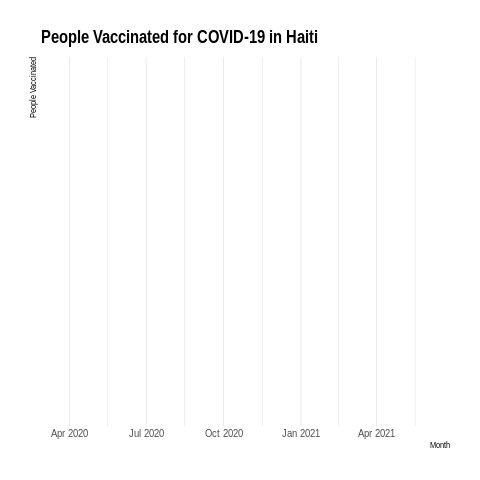 People Vaccinated for COVID-19 in Haiti
People Vaccinated
Apr 2020
Jul 2020
Oct 2020
Jan 2021
Apr 2021
Month